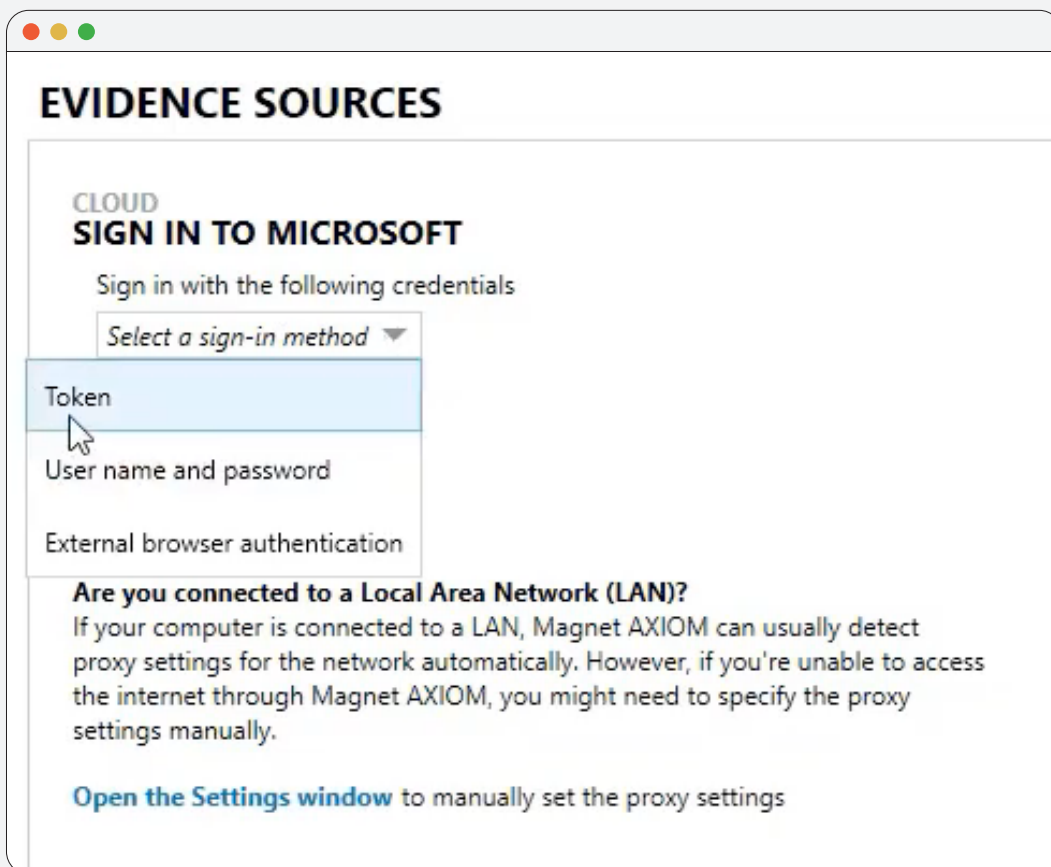 EVIDENCE SOURCES
CLOUD
SIGN IN TO MICROSOFT
Sign in with the following credentials
Select a sign-in method
Token
User name and password
External browser authentication
Are you connected to a Local Area Network (LAN)?
If your computer is connected to a LAN, Magnet AXIOM can usually detect
proxy settings for the network automatically. However, if you're unable to access
the internet through Magnet AXIOM, you might need to specify the proxy
settings manually.
Open the Settings window to manually set the proxy settings